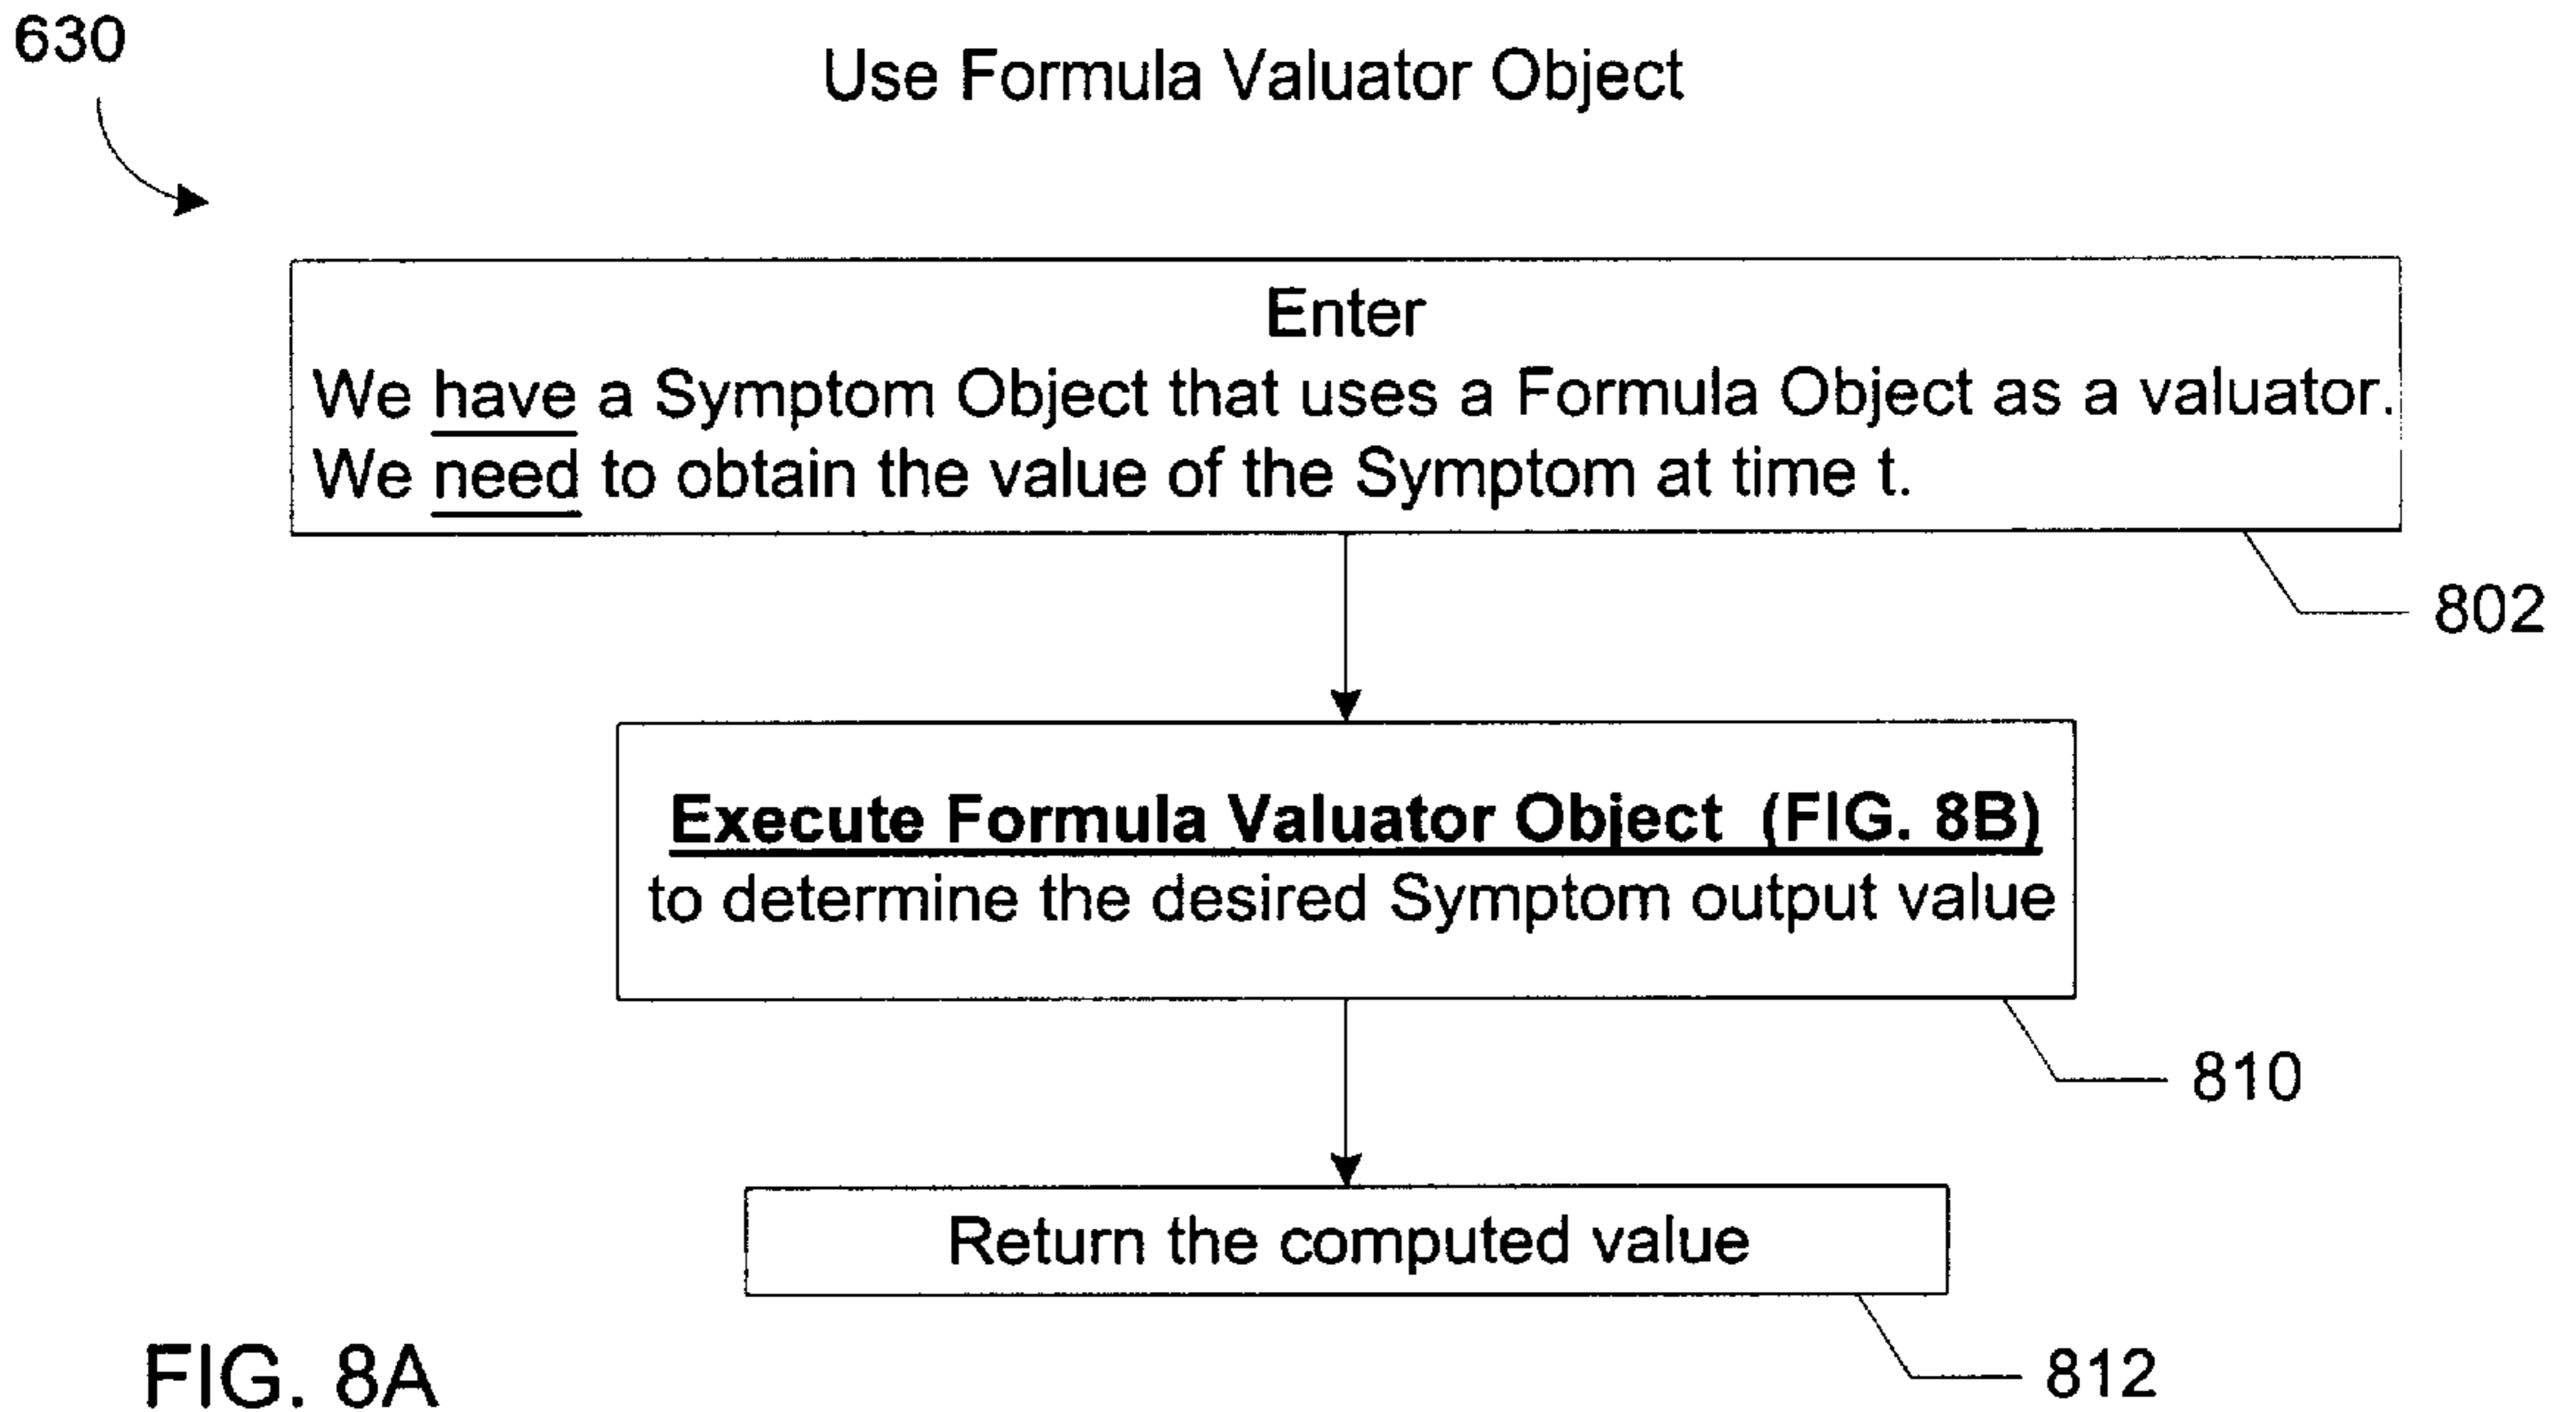 630
Use Formula Valuator Object
Enter
We have a Symptom Object that uses a Formula Object as a valuator.
We need to obtain the value of the Symptom at time t.
802
Execute Formula Valuator Object (FIG. 8B)
to determine the desired Symptom output value
810
Return the computed value
812
FIG. 8A